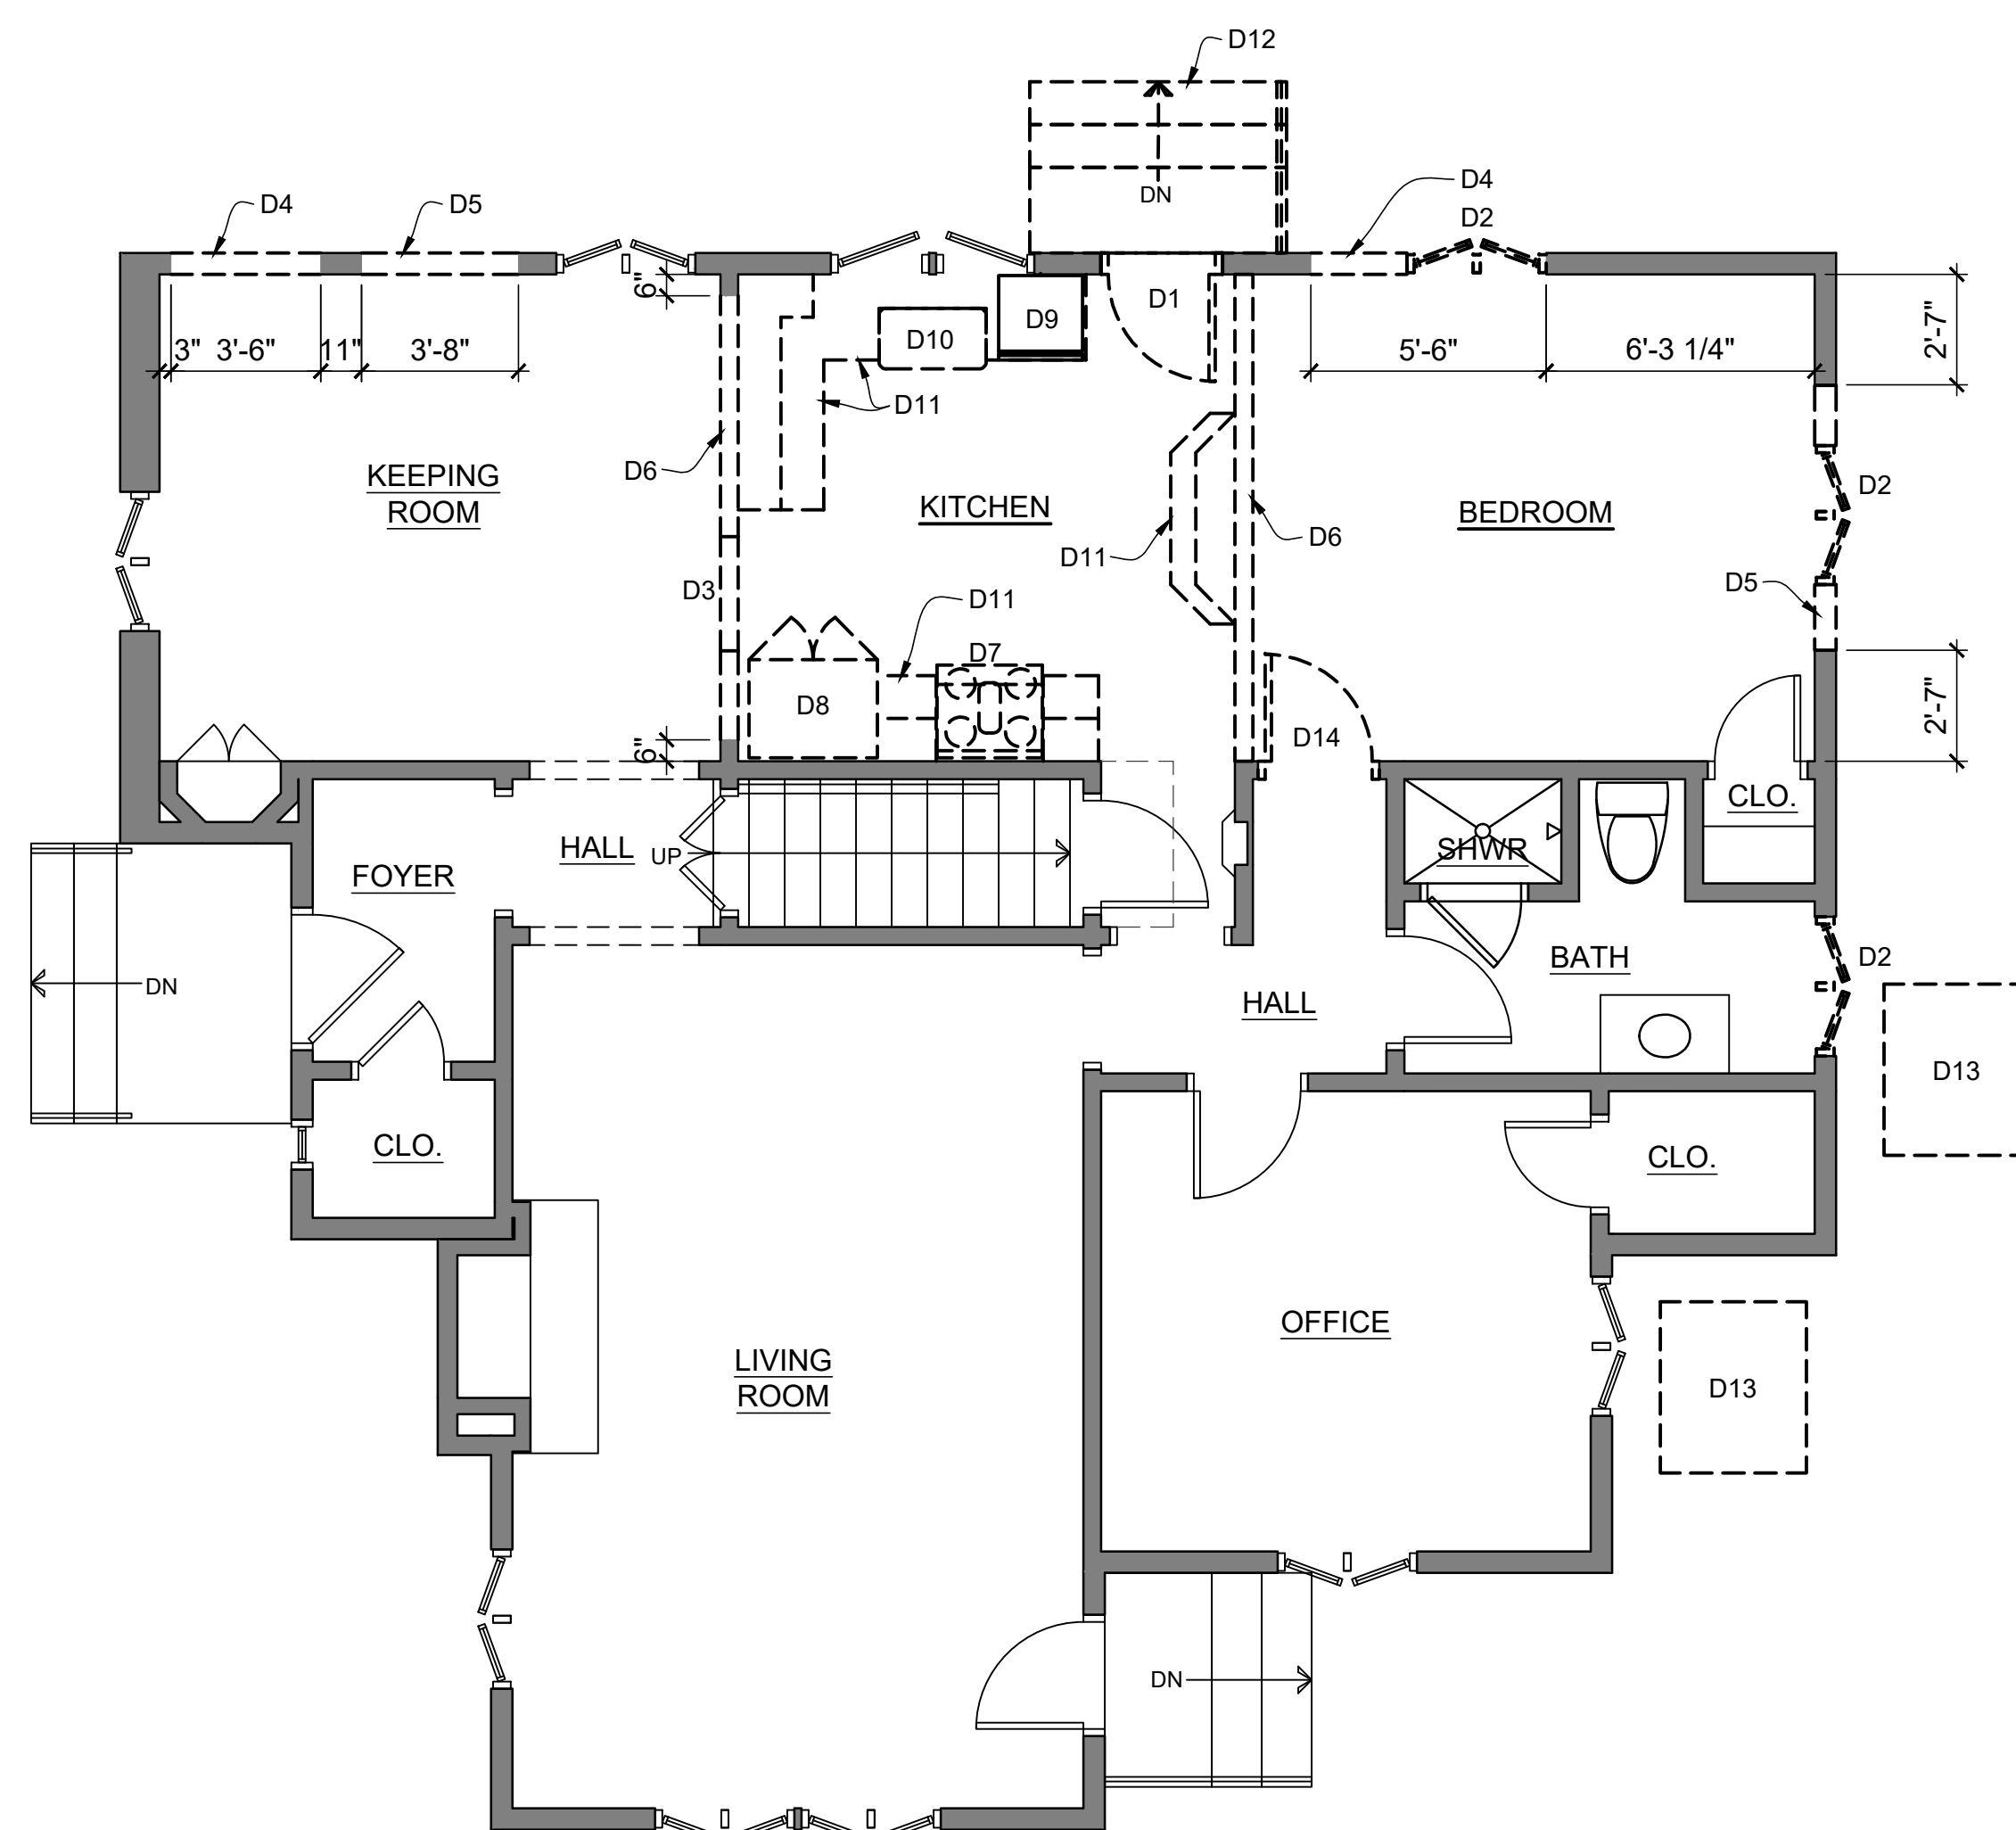 D12
D4
D5
D4
D2
DN
6"
D1
D9
D10
3"
3'-6"
11"
3'-8"
5'-6"
6'-3 1/4"
2'-7"
D11
D6
KEEPING
ROOM
KITCHEN
BEDROOM
D2
D6
D11
D3
D5
D11
D7
D8
2'-7"
D14
6"
CLO.
HALL
UP
SHWR
FOYER
BATH
D2
DN
HALL
D13
CLO.
CLO.
OFFICE
LIVING
ROOM
D13
DN